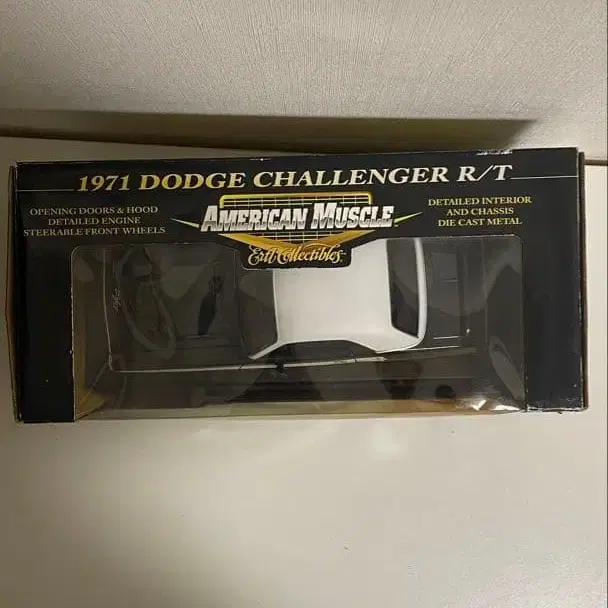 1971 DODGE CHALLENGER R/T
OPENING DOORS & HOOD
DETAILED ENGINE
STEERABLE FRONT WHEELS
AMERICAN MUSCLE
Ertl Collectibles
DETAILED INTERIOR
AND CHASSIS
DIE CAST METAL